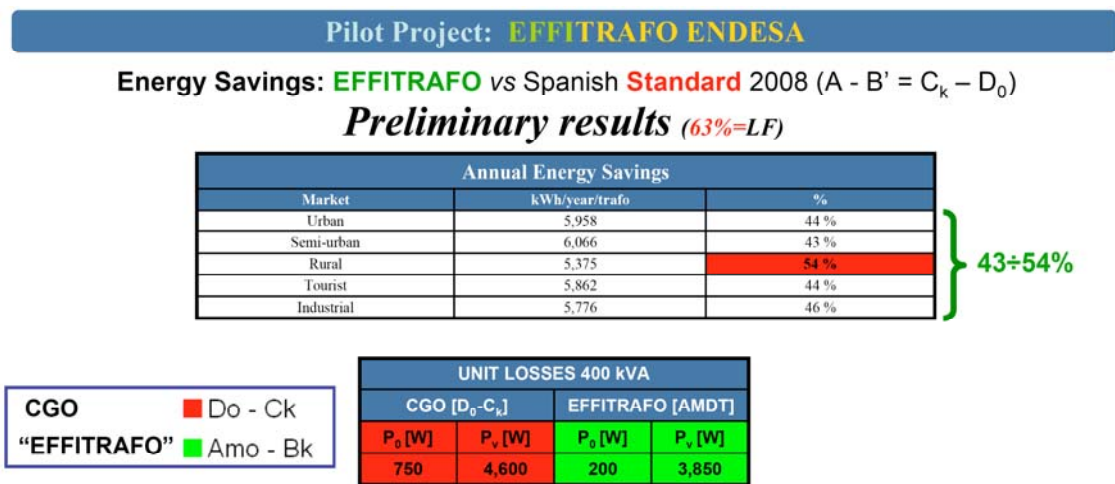 Pilot Project: EFFITRAFO ENDESA
Energy Savings: EFFITRAFO vs Spanish Standard 2008 (A - B' = Ck – D0)
Preliminary results (63%=LF)
Annual Energy Savings
Market kWh/year/trafo %
Urban 5,958 44 %
Semi-urban 6,066 43 %
Rural 5,375 54 %
Tourist 5,862 44 %
Industrial 5,776 46 %
43÷54%
CGO Do - Ck
“EFFITRAFO” Amo - Bk
UNIT LOSSES 400 kVA
CGO [D0-Ck] EFFITRAFO [AMDT]
P0 [W] Pv [W] P0 [W] Pv [W]
750 4,600 200 3,850